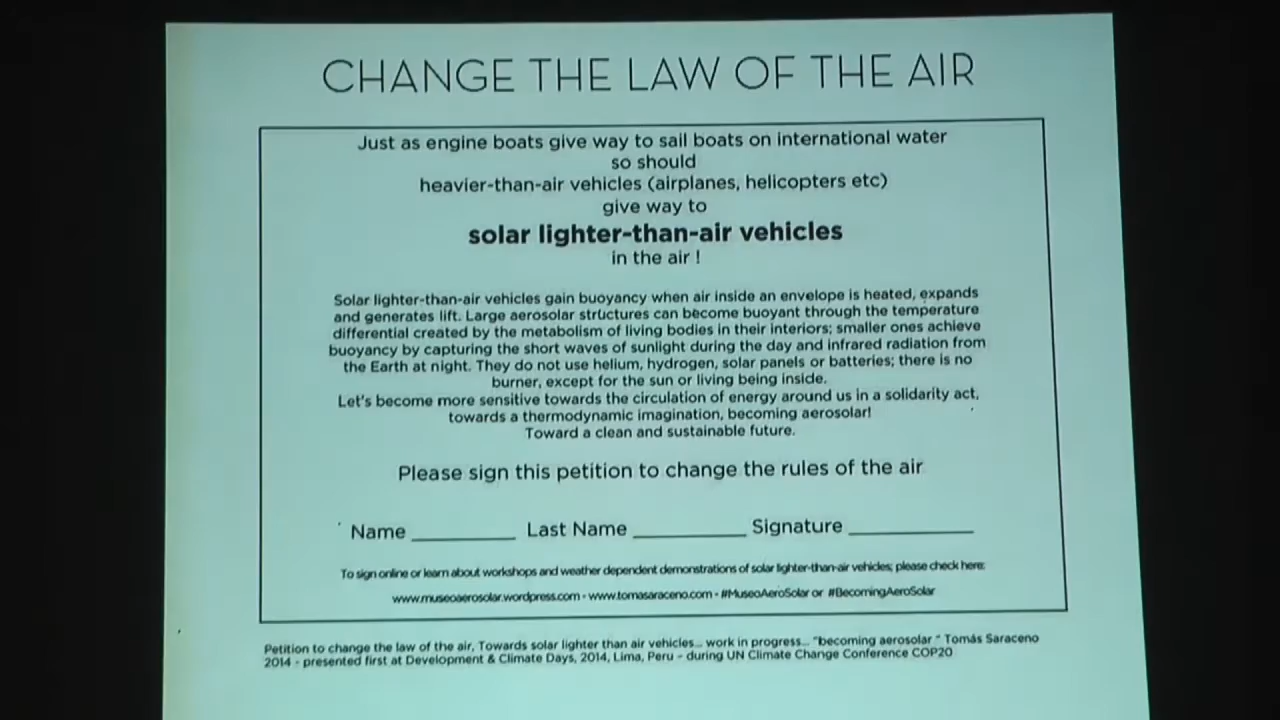 CHANGE THE LAW OF THE AIR
Just as engine boats give way to sail boats on international water
so should
heavier-than-air vehicles (airplanes, helicopters etc)
give way to
solar lighter-than-air vehicles
in the air !
Solar lighter-than-air vehicles gain buoyancy when air inside an envelope is heated, expands
and generates lift. Large aerosolar structures can become buoyant through the temperature
differential created by the metabolism of living bodies in their interiors; smaller ones achieve
buoyancy by capturing the short waves of sunlight during the day and infrared radiation from
the Earth at night. They do not use helium, hydrogen, solar panels or batteries; there is no
burner, except for the sun or living being inside.
Let's become more sensitive towards the circulation of energy around us in a solidarity act,
towards a thermodynamic imagination, becoming aerosolar!
Toward a clean and sustainable future.
Please sign this petition to change the rules of the air
Name ________ Last Name ________ Signature ________
To sign online or learn about workshops and weather dependent demonstrations of solar lighter-than-air vehicles; please check here:
www.museoaerosolar.wordpress.com - www.tomasaraceno.com - #MuseoAeroSolar or #BecomingAeroSolar
Petition to change the law of the air, Towards solar lighter than air vehicles... work in progress... "becoming aerosolar " Tomás Saraceno
2014 - presented first at Development & Climate Days, 2014, Lima, Peru - during UN Climate Change Conference COP20